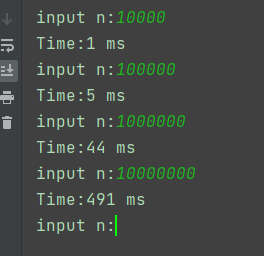 input n:10000
Time:1 ms
input n:100000
Time:5 ms
input n:1000000
Time:44 ms
input n:10000000
Time:491 ms
input n: